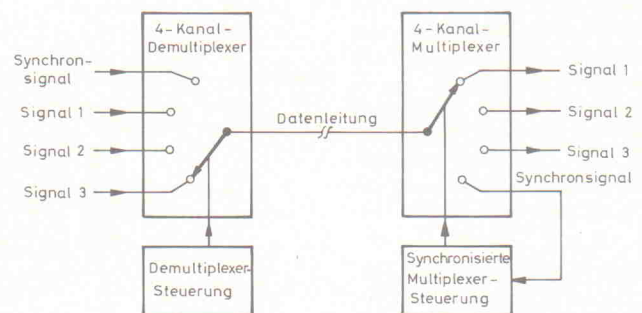 4-Kanal-
Demultiplexer
4-Kanal-
Multiplexer
Synchron-
signal
Signal 1
Signal 2
Signal 3
Datenleitung
Signal 1
Signal 2
Signal 3
Synchronsignal
Demultiplexer-
Steuerung
Synchronisierte
Multiplexer-
Steuerung